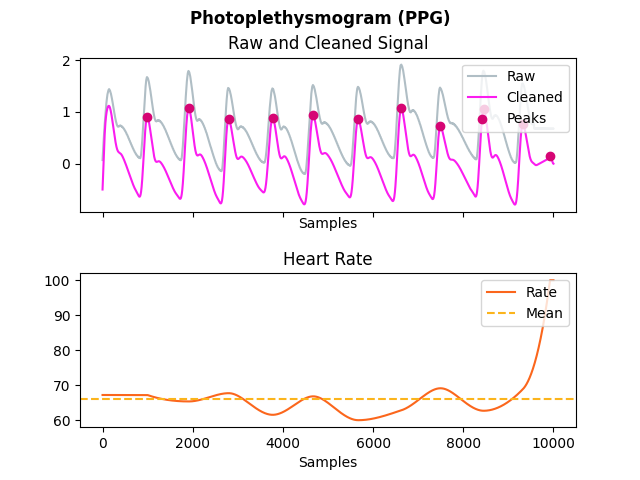 Photoplethysmogram (PPG)
Raw and Cleaned Signal
2
1
0
Raw
Cleaned
Peaks
Samples
Heart Rate
100
90
80
70
60
Rate
Mean
0 2000 4000 6000 8000 10000
Samples